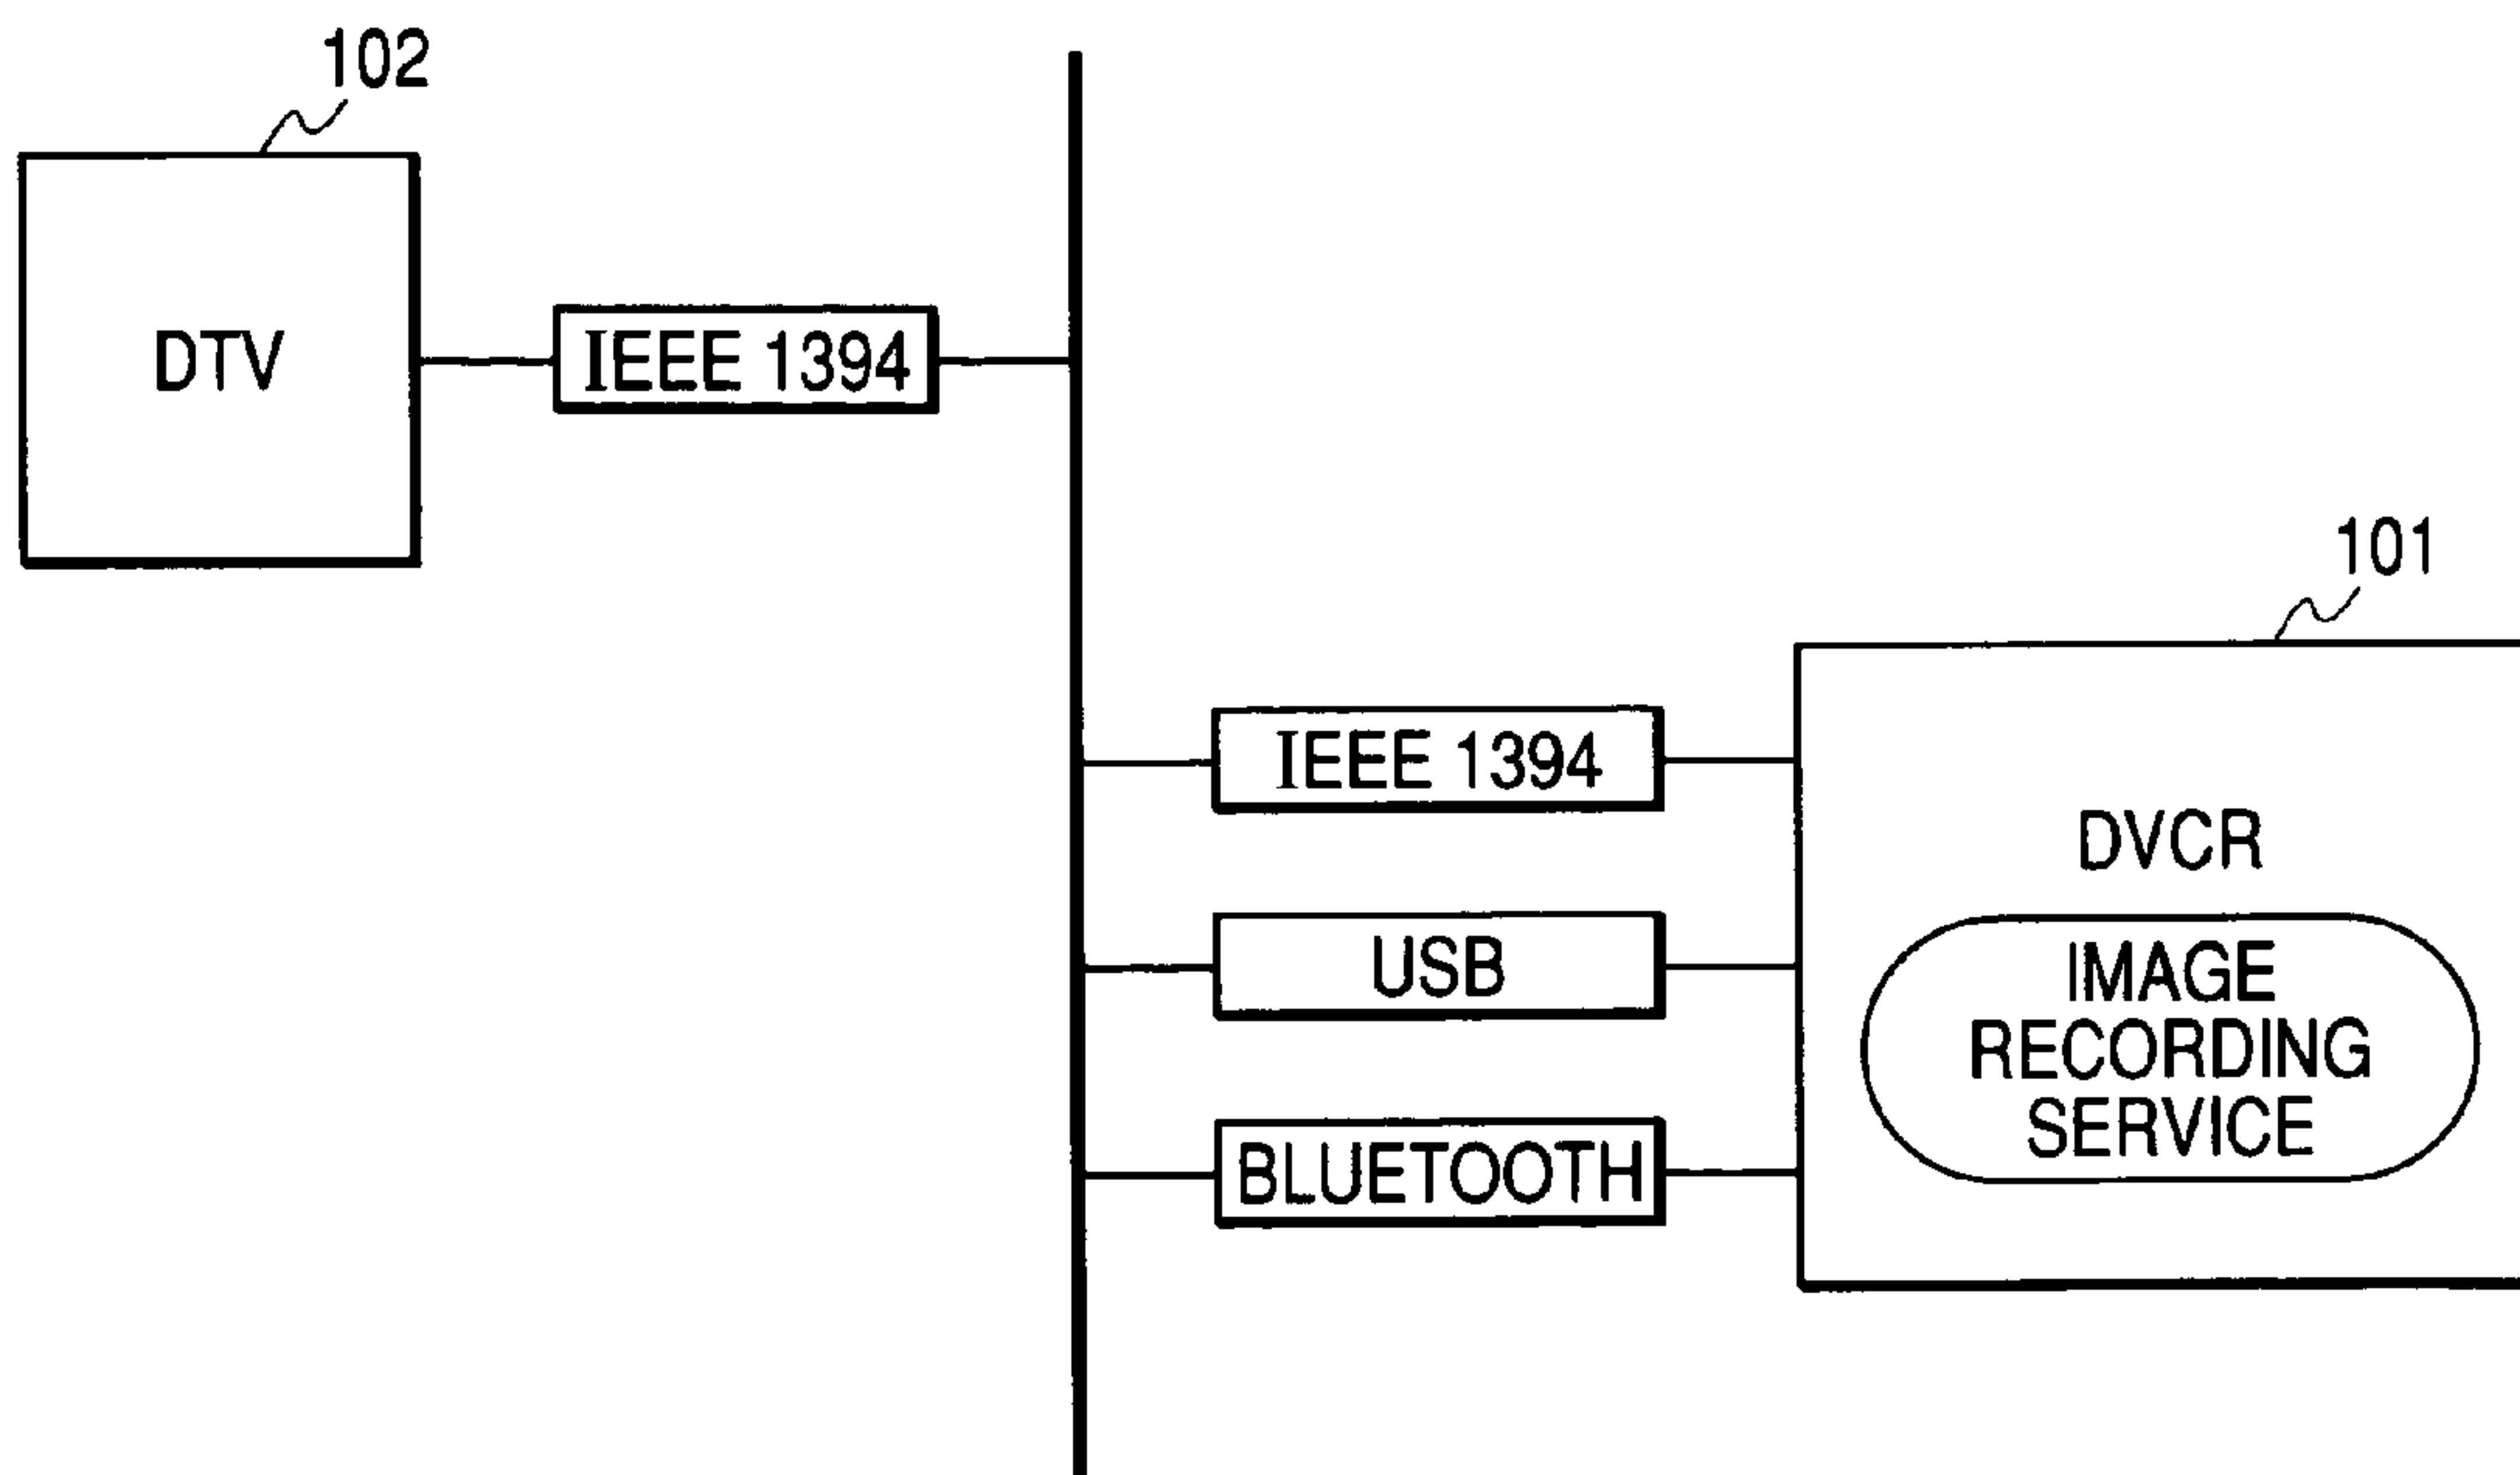 102
DTV
IEEE 1394
101
IEEE 1394
DVCR
USB
IMAGE
RECORDING
SERVICE
BLUETOOTH